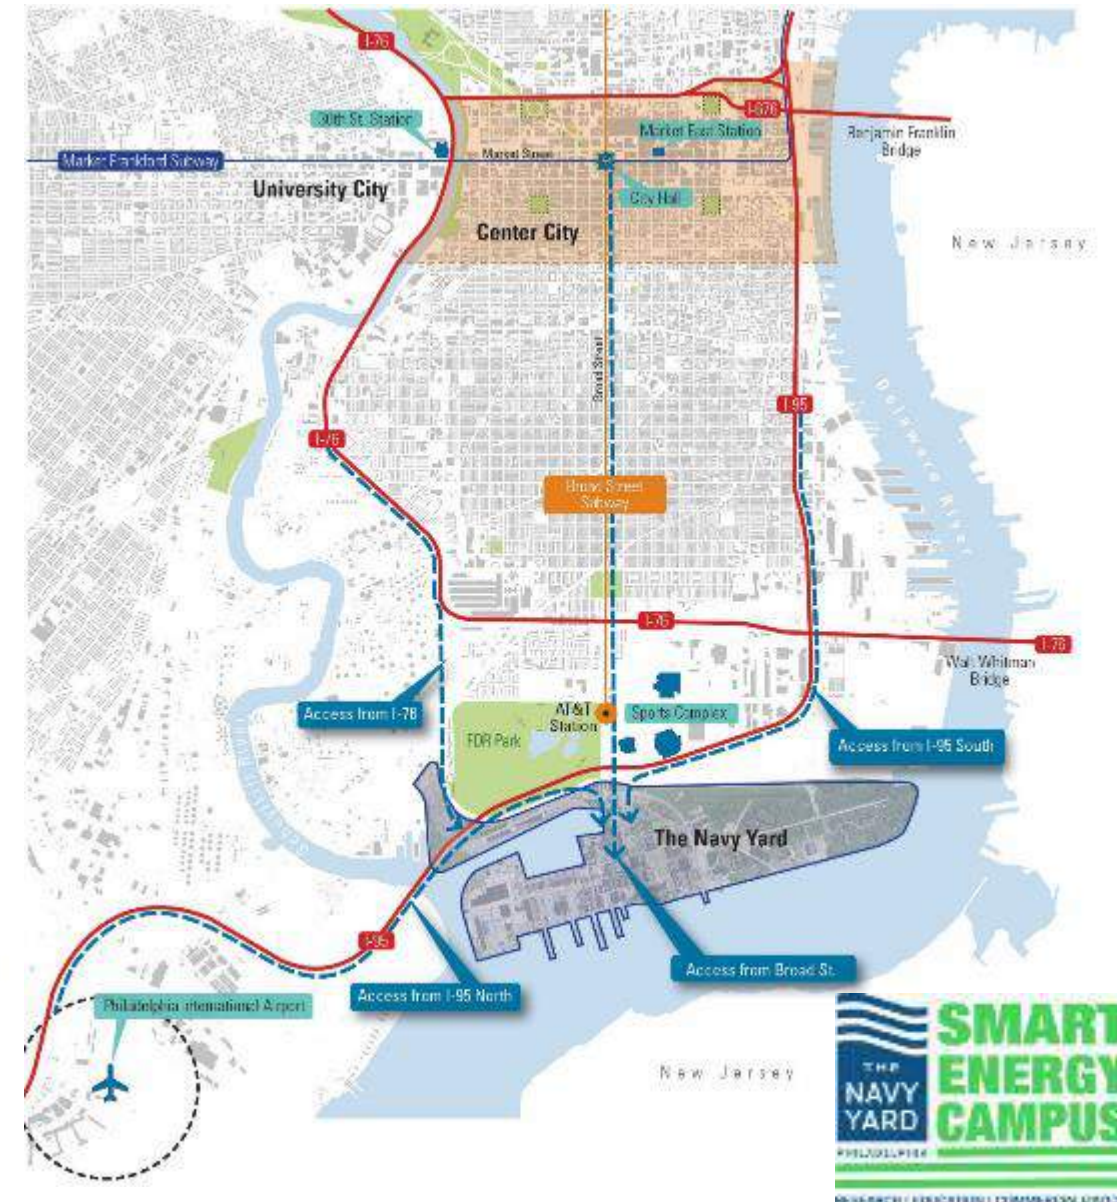 I-76
30th St. Station
I-676
Market East Station
Benjamin Franklin
Bridge
Market Frankford Subway
Market Street
University City
City Hall
Center City
New Jersey
Broad Street
I-95
Delaware River
I-76
Broad Street
Subway
I-76
I-76
Walt Whitman
Bridge
Access from I-76
AT&T
Station
Sports Complex
FDR Park
Access from I-95 South
The Navy Yard
I-95
Access from Broad St.
Access from I-95 North
Philadelphia International Airport
New Jersey
THE
NAVY
YARD
PHILADELPHIA
SMART
ENERGY
CAMPUS